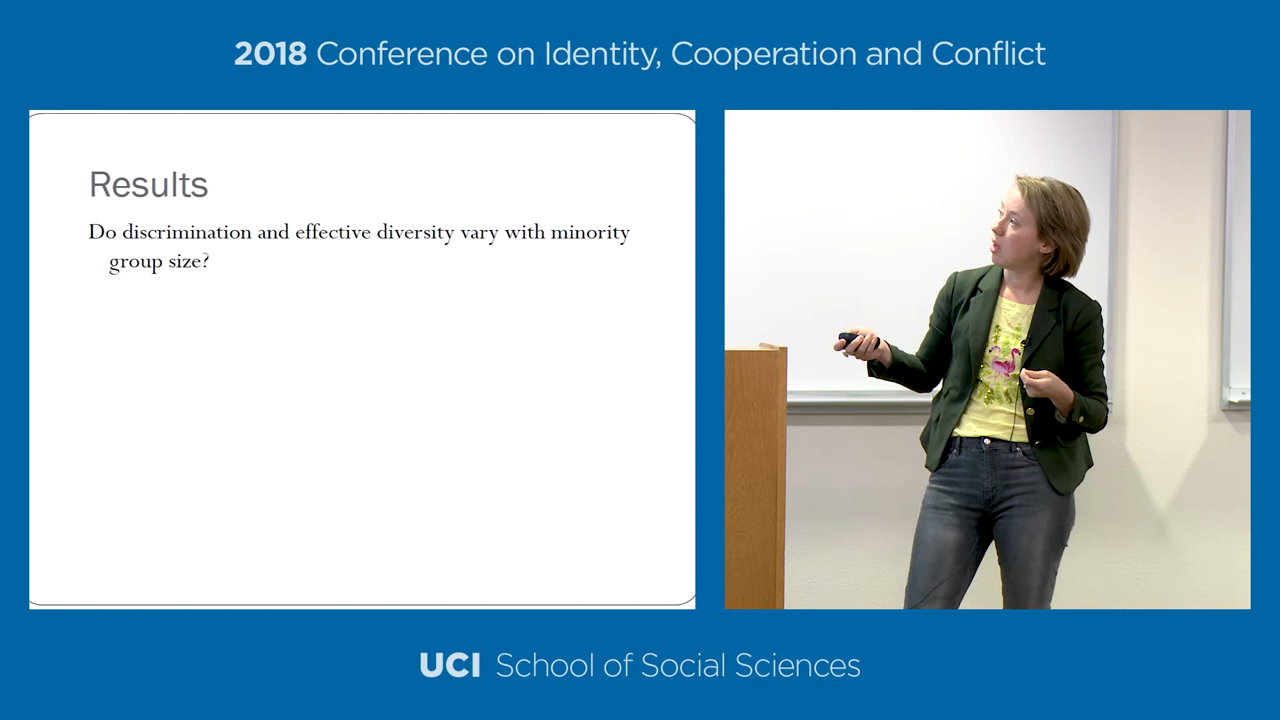 2018 Conference on Identity, Cooperation and Conflict
Results
Do discrimination and effective diversity vary with minority
group size?
UCI School of Social Sciences